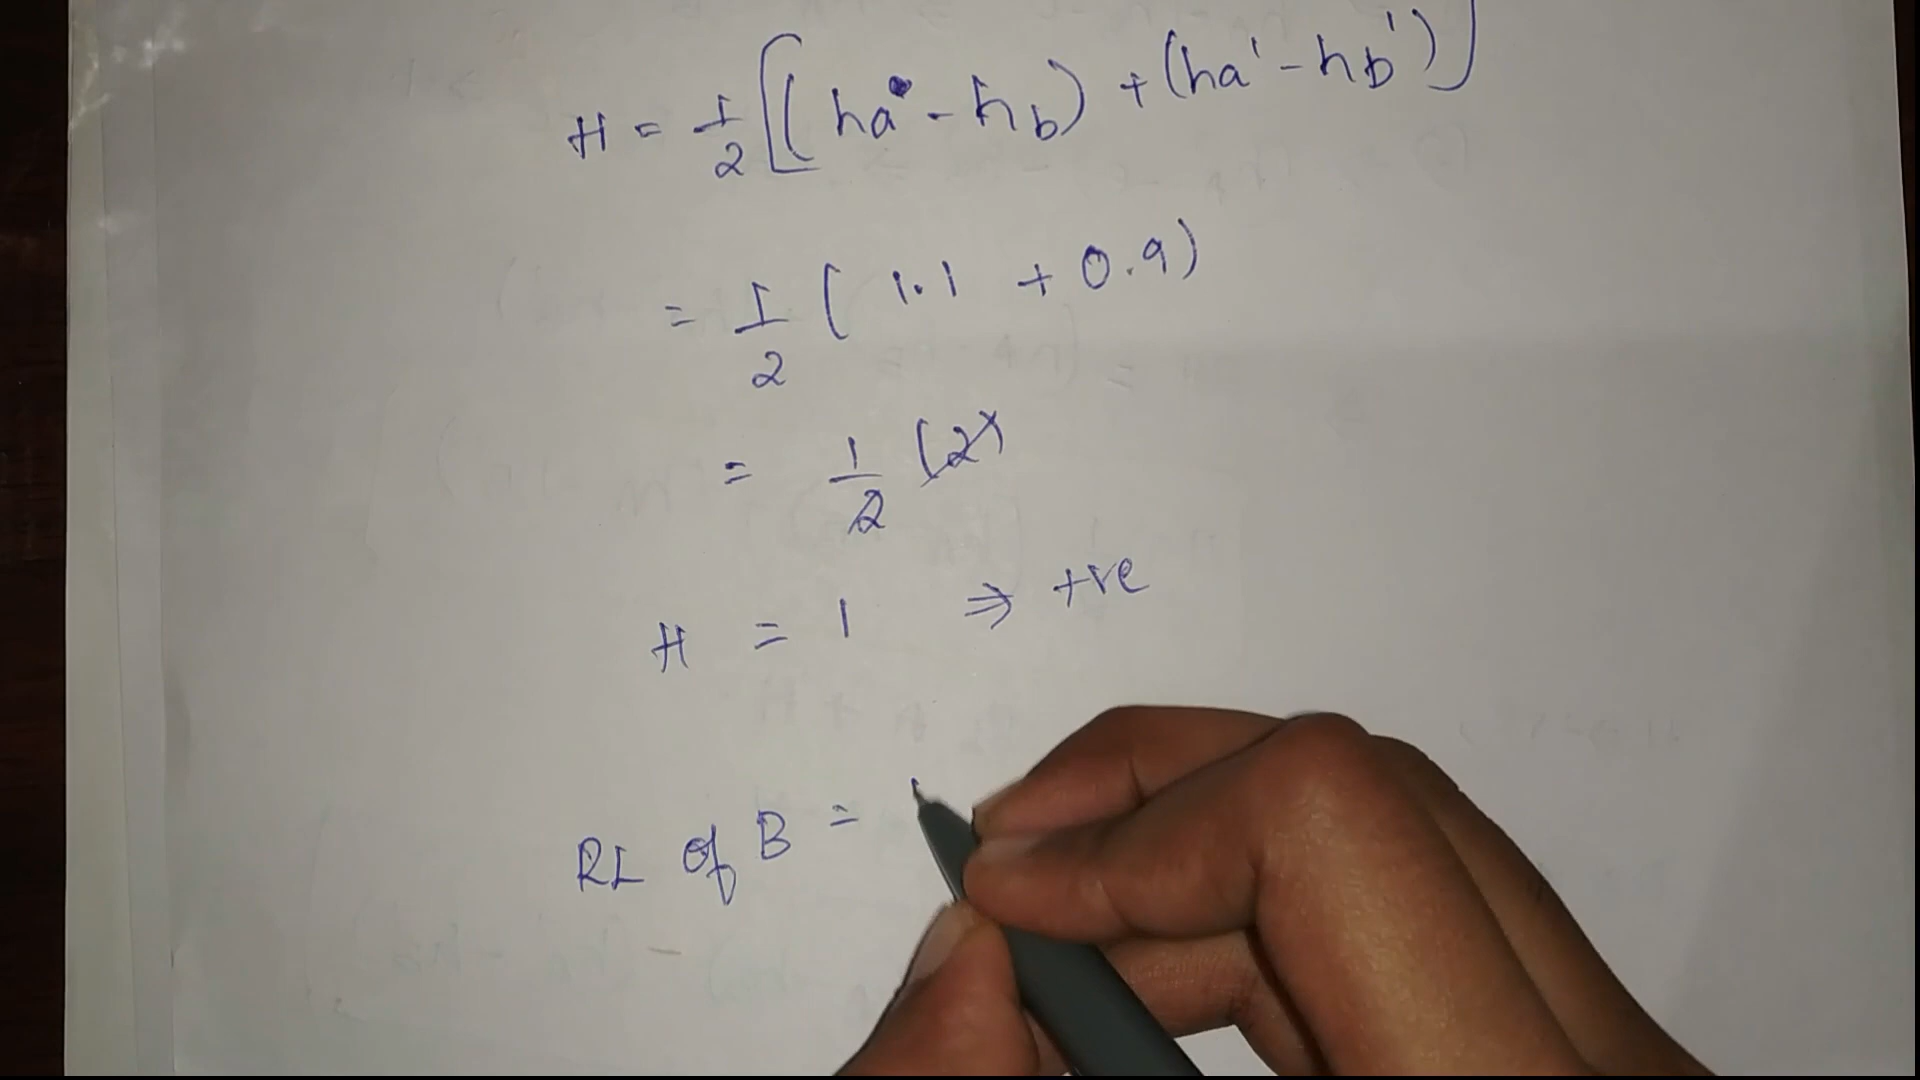 H = 1/2 [(ha - hb) + (ha' - hb')]
= 1/2 (1.1 + 0.9)
= 1/2 (2)
H = 1 ⇒ +ve
RL of B =